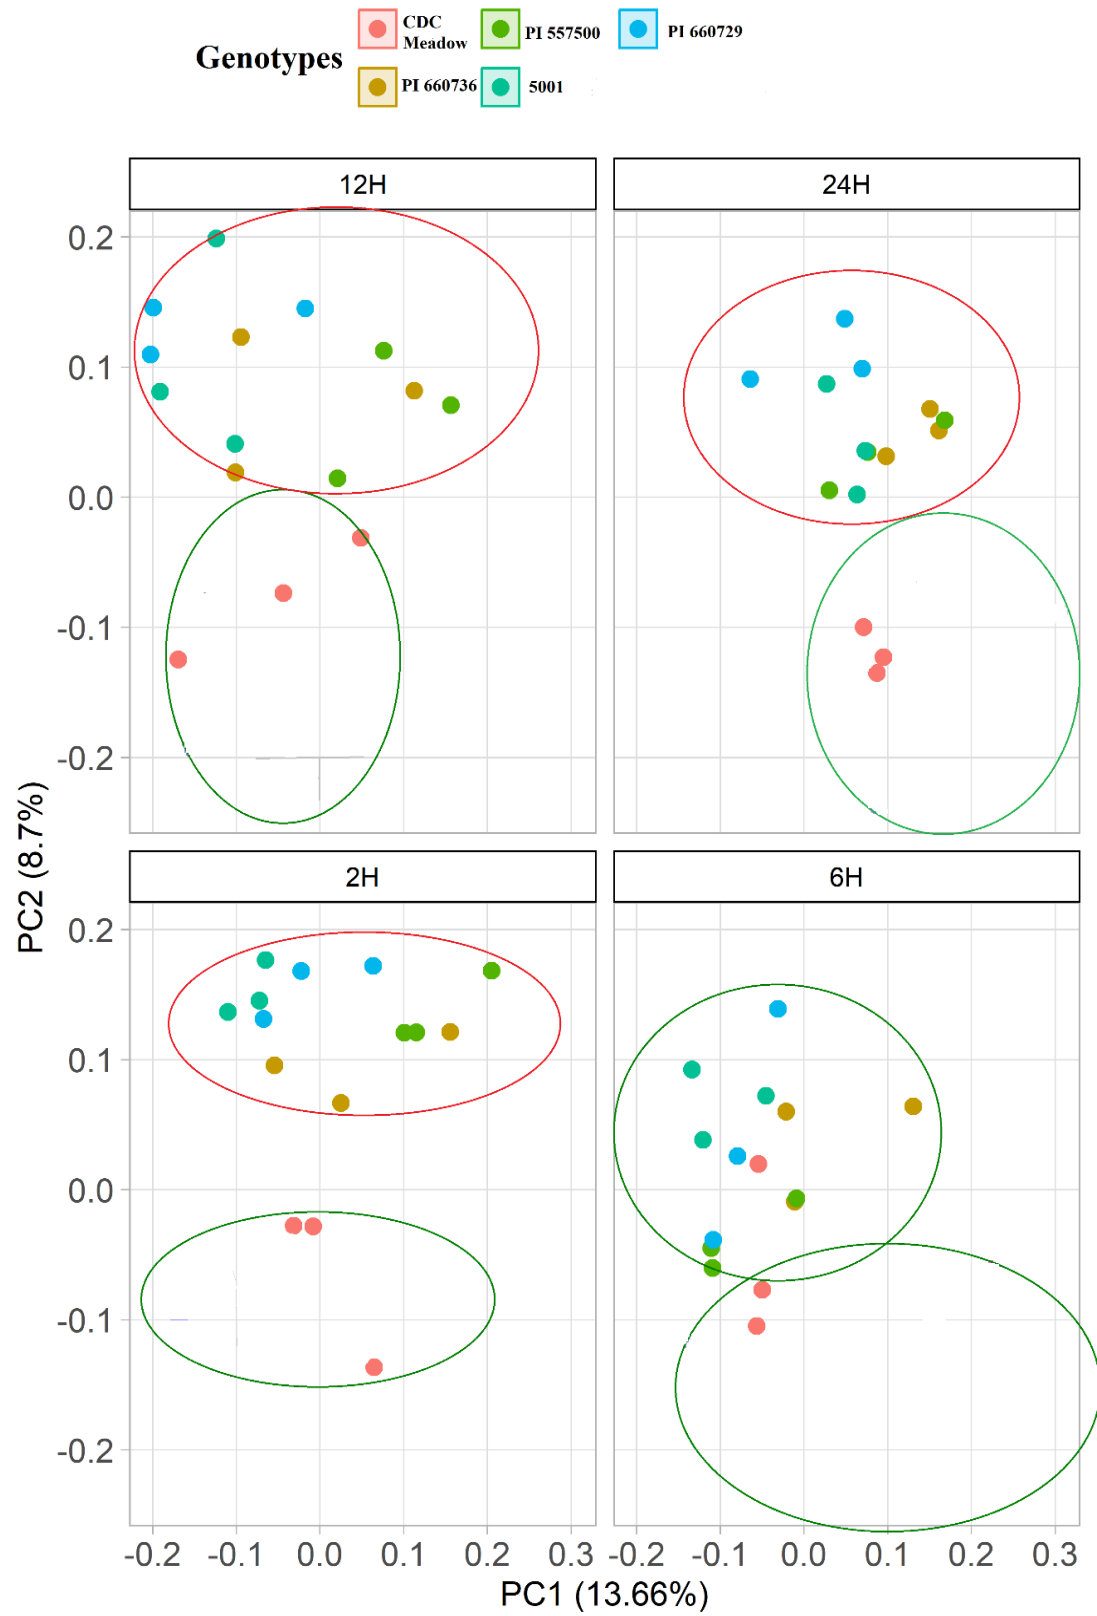 Genotypes
CDC
Meadow
PI 557500
PI 660729
PI 660736
5001
12H
24H
0.2
0.1
0.0
-0.1
-0.2
2H
6H
0.2
0.1
0.0
-0.1
-0.2
PC2 (8.7%)
-0.2 -0.1 0.0 0.1 0.2 0.3
-0.2 -0.1 0.0 0.1 0.2 0.3
PC1 (13.66%)